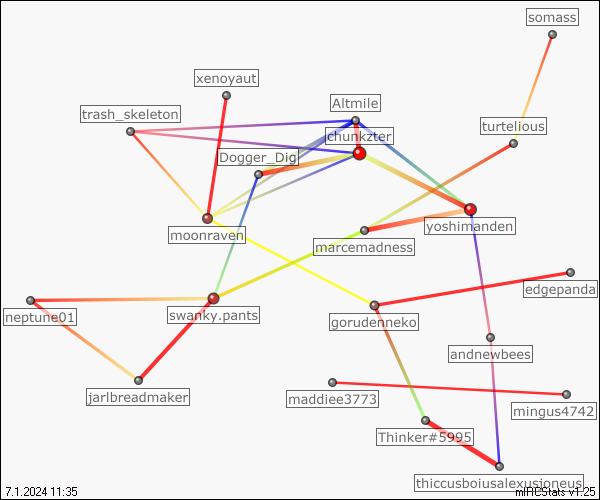 somass
xenoyaut
Altmile
trash_skeleton
turtelious
chunkzter
Dogger_Dig
yoshimanden
moonraven
marcemadness
edgepanda
neptune01
swanky.pants
gorudenneko
andnewbees
jarlbreadmaker
maddiee3773
mingus4742
Thinker#5995
thiccusboiusalexusioneus
7.1.2024 11:35
mIRCStats v1.25